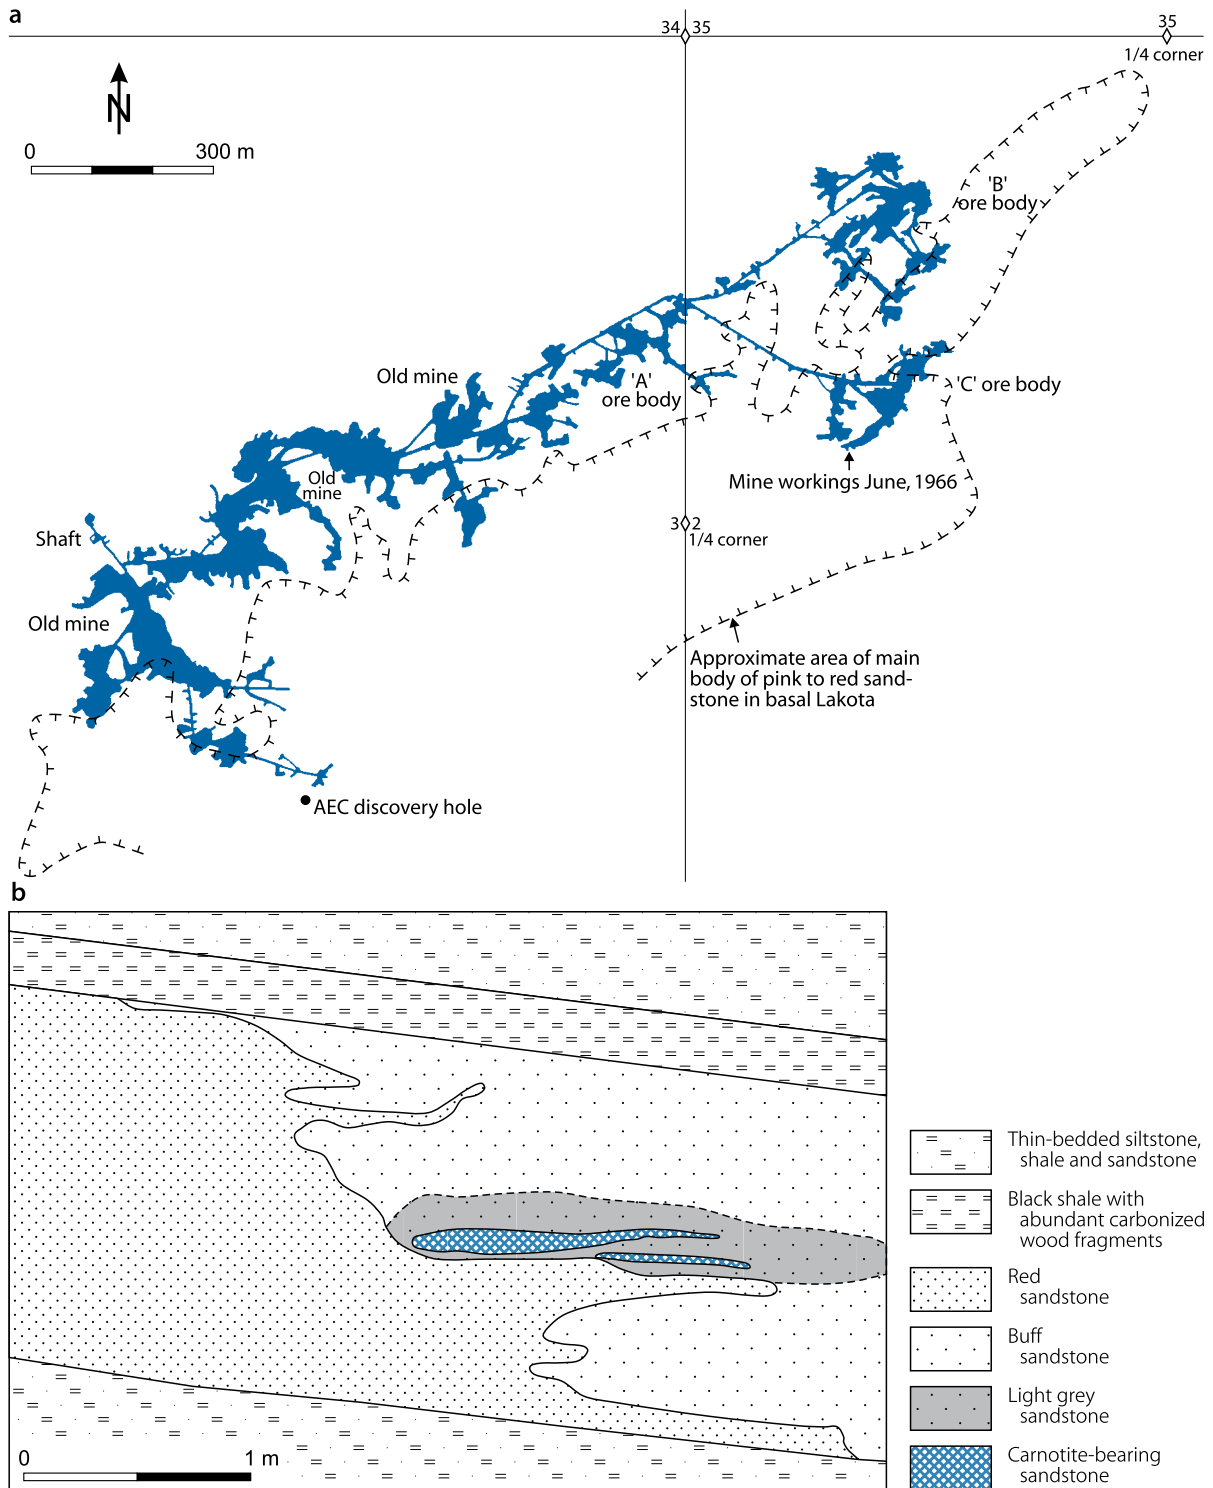 a
34 35
35
1/4 corner
N
0 300 m
'B'
ore body
Old mine
'A'
ore body
'C' ore body
Old
mine
Mine workings June, 1966
Shaft
3 2
1/4 corner
Old mine
Approximate area of main
body of pink to red sand-
stone in basal Lakota
AEC discovery hole
b
Thin-bedded siltstone,
shale and sandstone
Black shale with
abundant carbonized
wood fragments
Red
sandstone
Buff
sandstone
Light grey
sandstone
Carnotite-bearing
sandstone
0 1 m